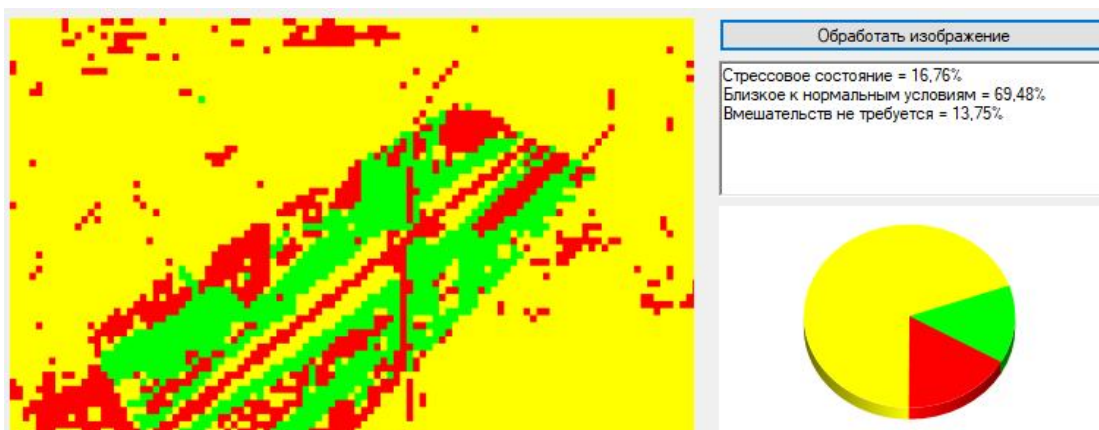 Обработать изображение
Стрессовое состояние = 16,76%
Близкое к нормальным условиям = 69,48%
Вмешательств не требуется = 13,75%